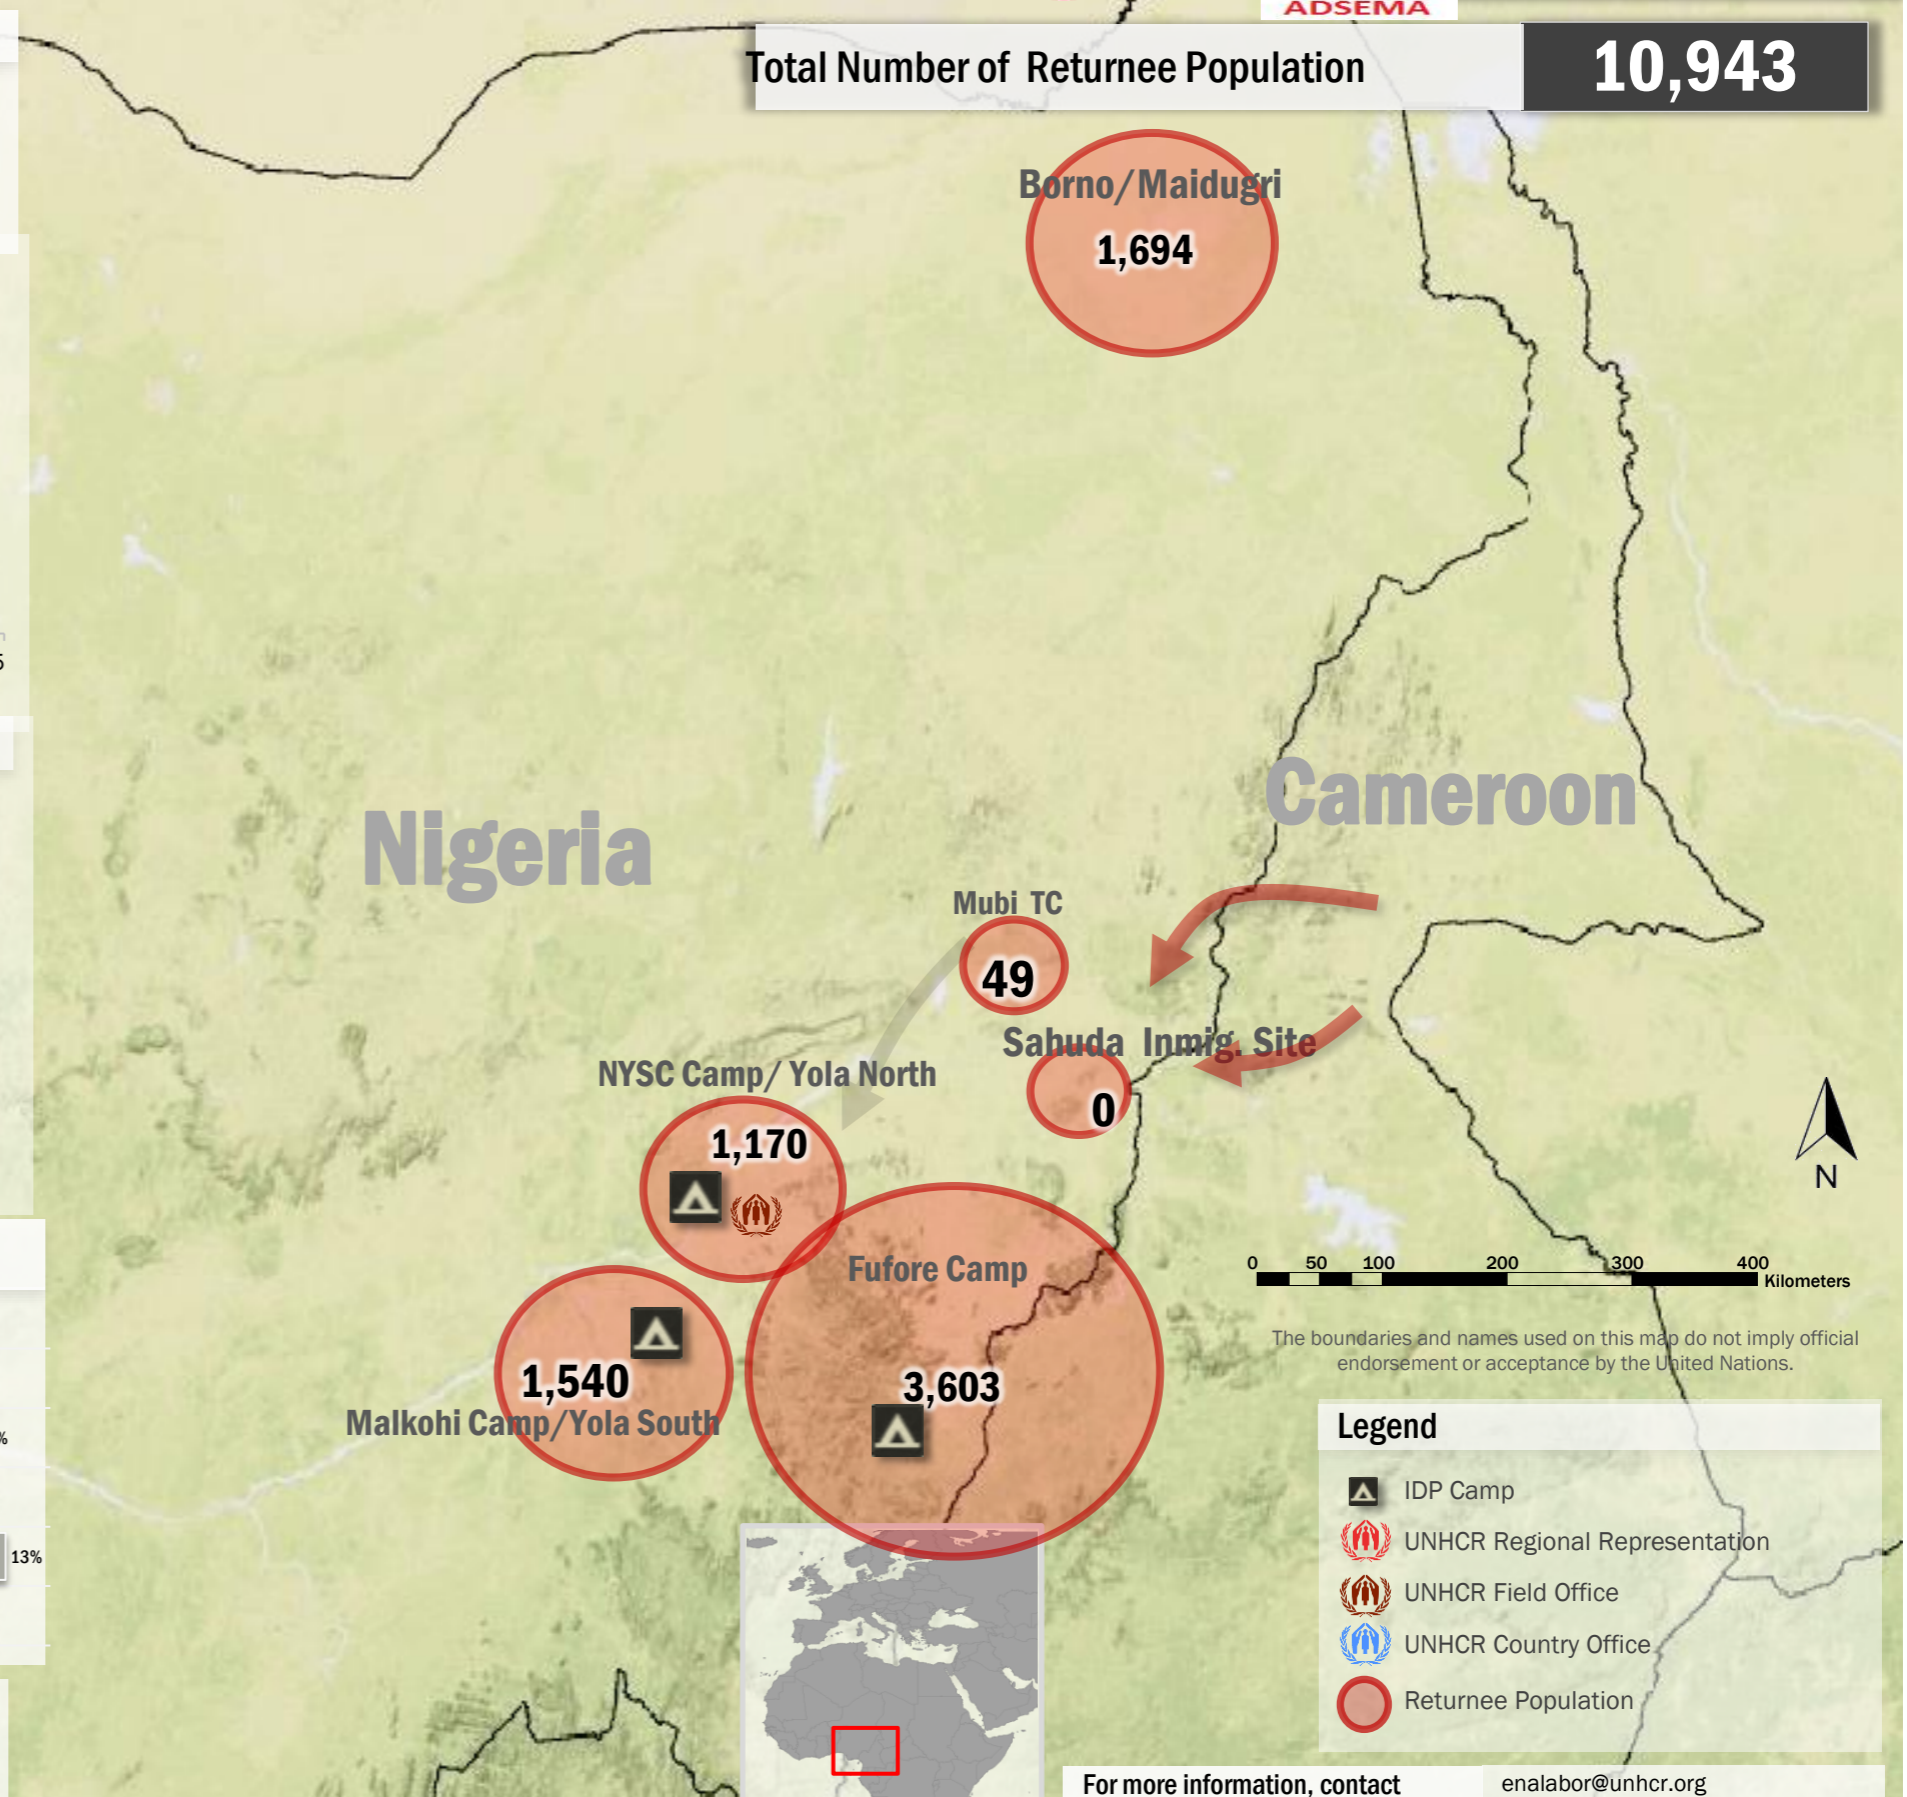 ADSEMA
Total Number of Returnee Population
10,943
Borno/Maidugri
1,694
Cameroon
Nigeria
Mubi TC
49
Sahuda Inmig. Site
0
NYSC Camp/ Yola North
1,170
Fufore Camp
3,603
1,540
Malkohi Camp/Yola South
N
0 50 100 200 300 400
Kilometers
The boundaries and names used on this map do not imply official
endorsement or acceptance by the United Nations.
Legend
IDP Camp
UNHCR Regional Representation
UNHCR Field Office
UNHCR Country Office
Returnee Population
13%
For more information, contact
enalabor@unhcr.org